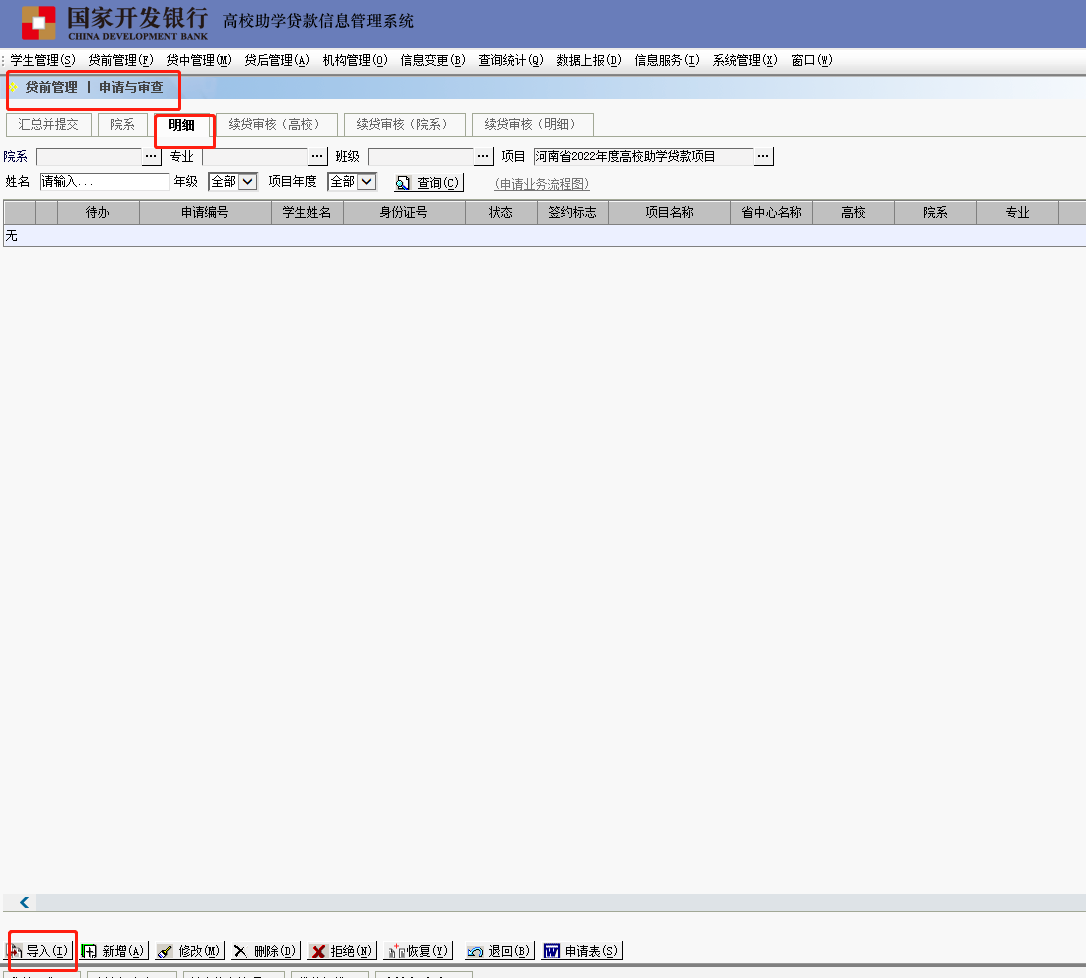 国家开发银行 高校助学贷款信息管理系统
CHINA DEVELOPMENT BANK
学生管理(S) 贷前管理(F) 贷中管理(M) 贷后管理(A) 机构管理(O) 信息变更(B) 查询统计(Q) 数据上报(D) 信息服务(I) 系统管理(X) 窗口(W)
贷前管理 | 申请与审查
汇总并提交 院系 明细 续贷审核（高校） 续贷审核（院系） 续贷审核（明细）
院系 ... 专业 ... 班级 ... 项目 河南省2022年度高校助学贷款项目 ...
姓名 请输入... 年级 全部 项目年度 全部 查询(C) (申请业务流程图)
待办 申请编号 学生姓名 身份证号 状态 签约标志 项目名称 省中心名称 高校 院系 专业
无
导入(I) 新增(A) 修改(M) 删除(D) 拒绝(N) 恢复(Y) 退回(B) 申请表(S)